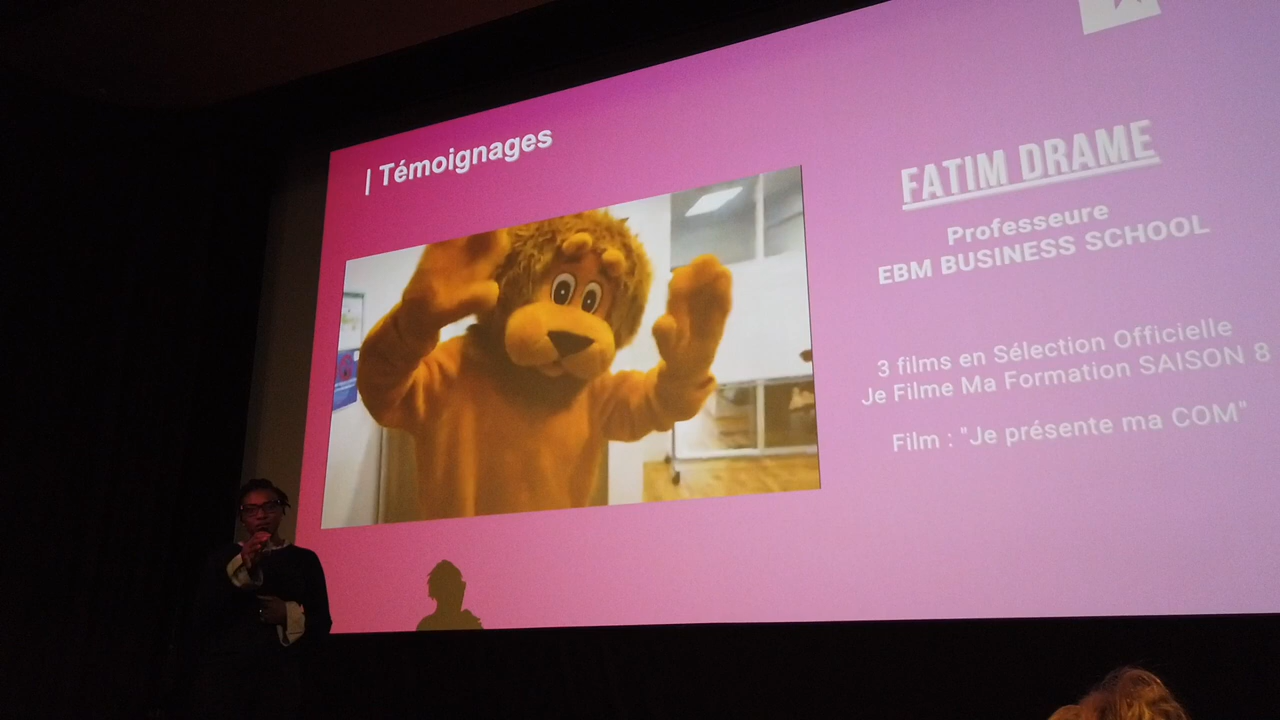 | Témoignages
FATIM DRAME
Professeure
EBM BUSINESS SCHOOL
3 films en Sélection Officielle
Je Filme Ma Formation SAISON 8
Film : "Je présente ma COM"